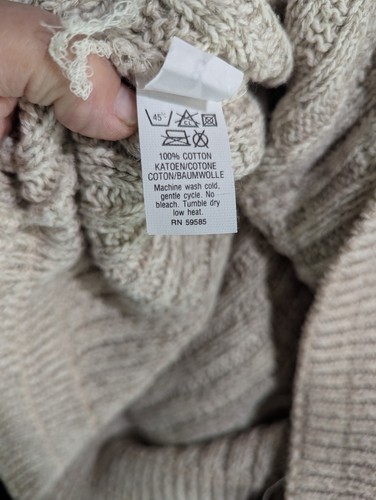 45°
CL
100% COTTON
KATOEN/COTONE
COTON/BAUMWOLLE
Machine wash cold,
gentle cycle. No
bleach. Tumble dry
low heat.
RN 59585